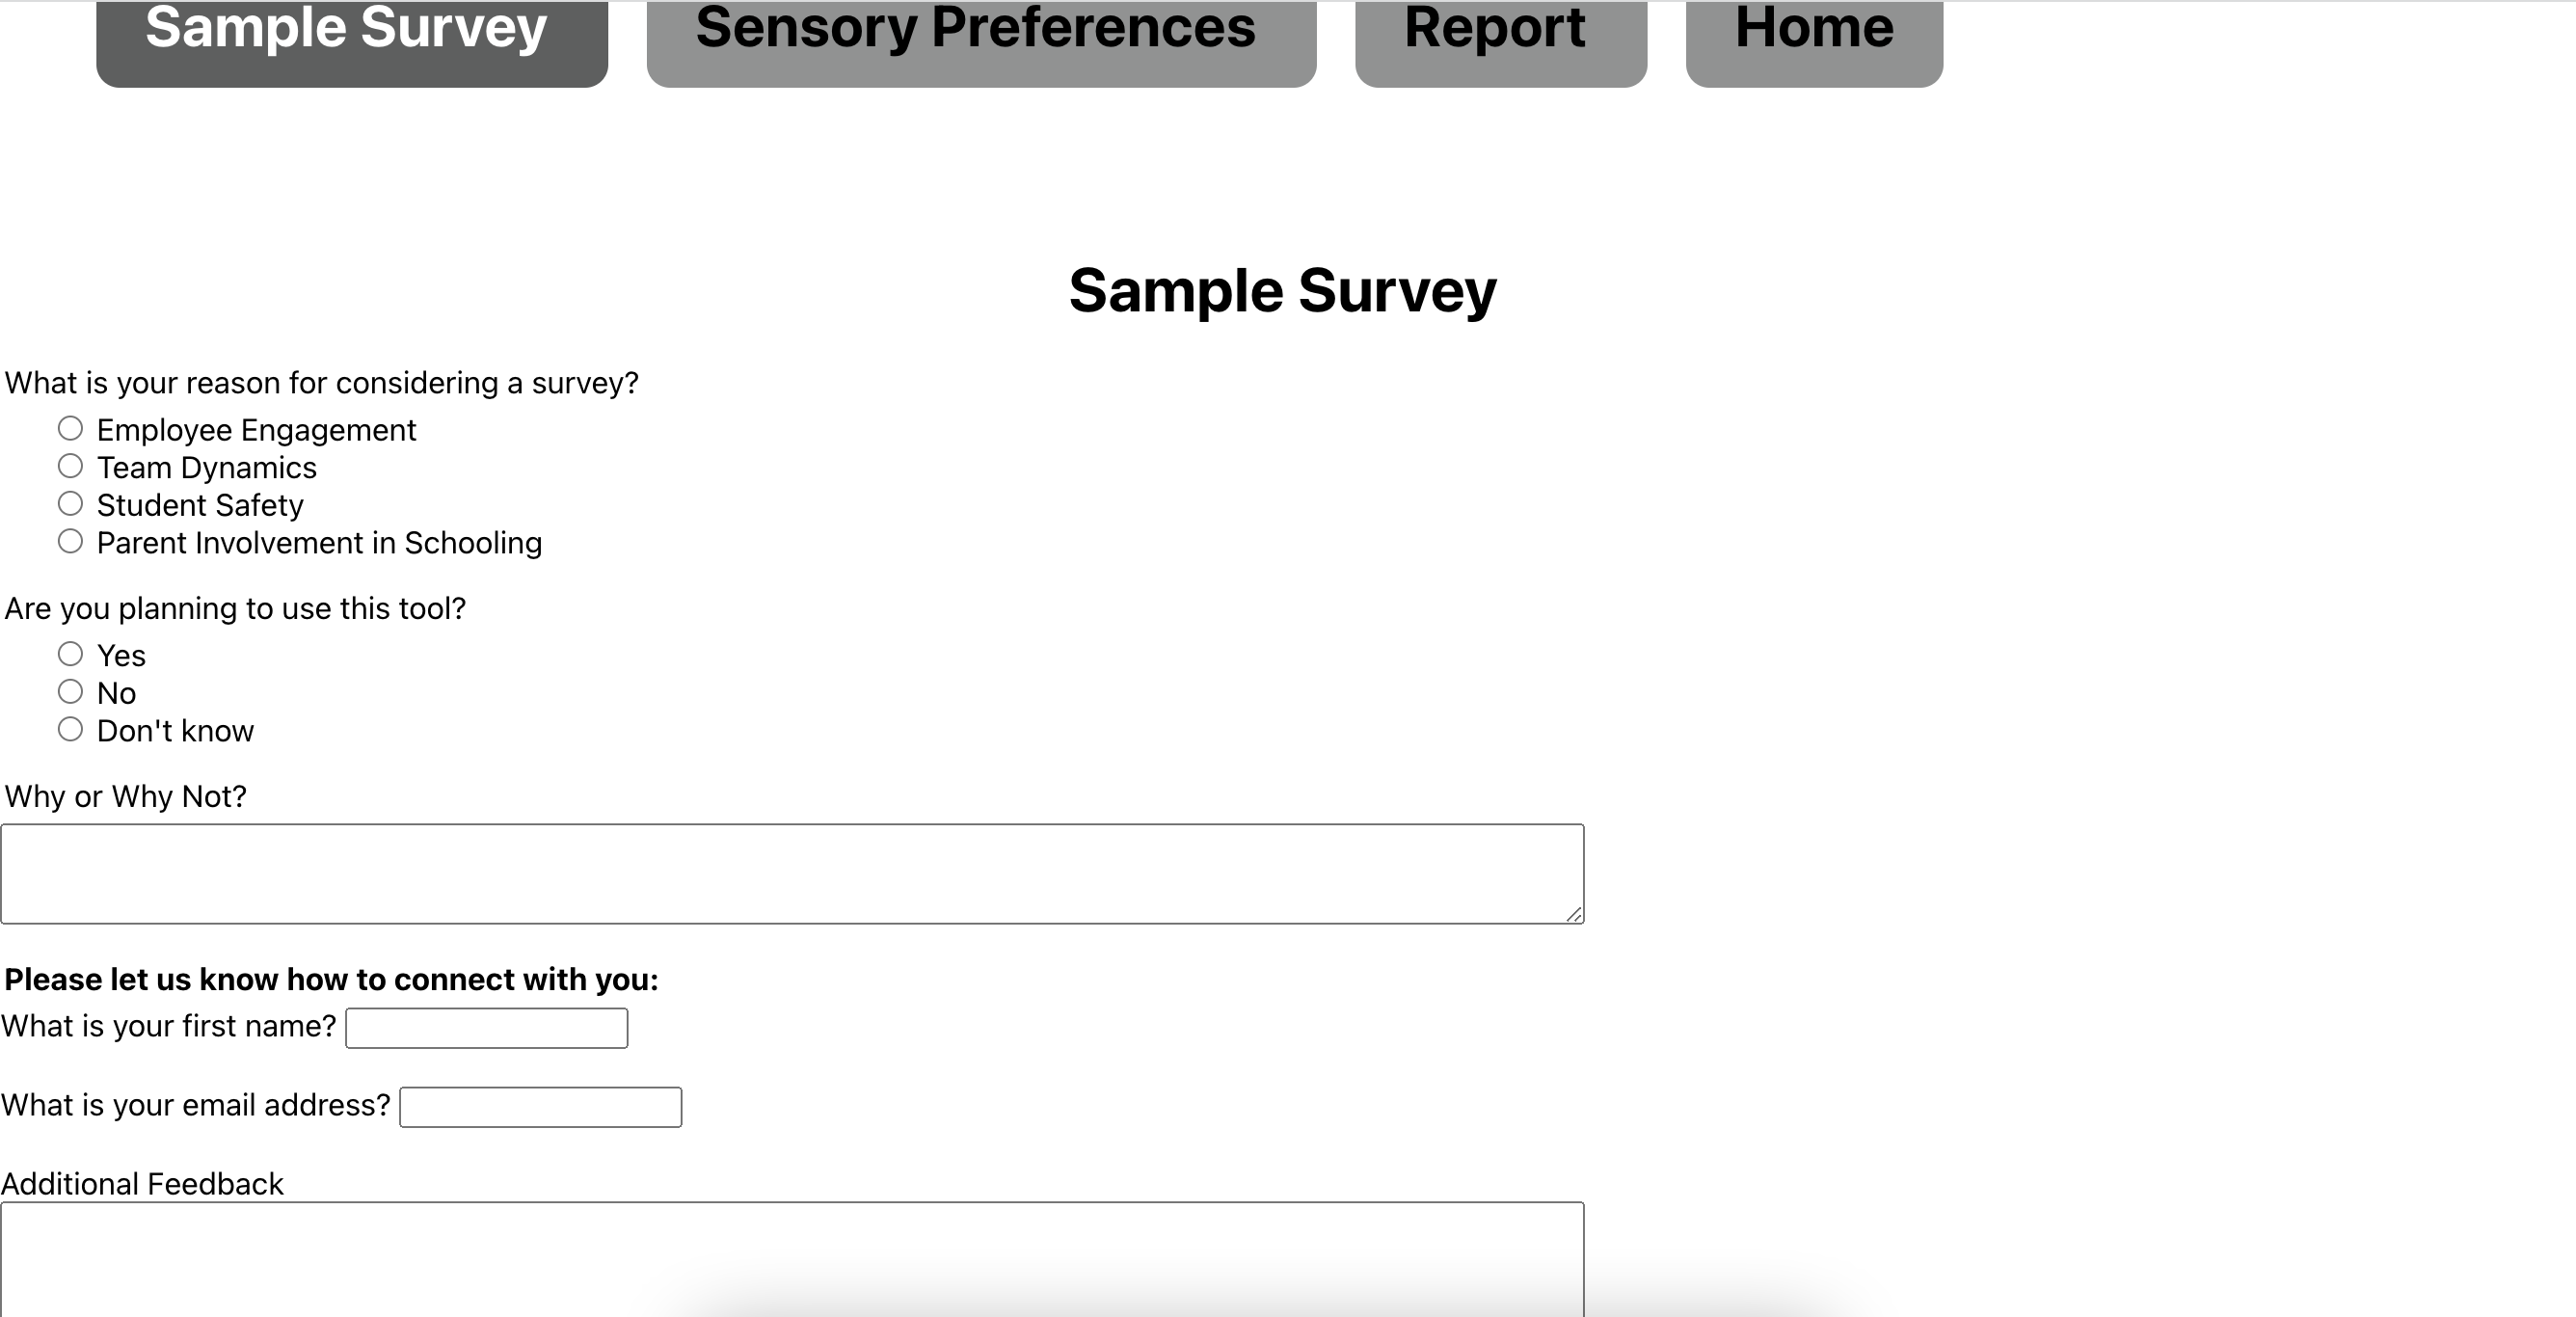 Sample Survey Sensory Preferences Report Home
Sample Survey
What is your reason for considering a survey?
Employee Engagement
Team Dynamics
Student Safety
Parent Involvement in Schooling
Are you planning to use this tool?
Yes
No
Don't know
Why or Why Not?
Please let us know how to connect with you:
What is your first name?
What is your email address?
Additional Feedback